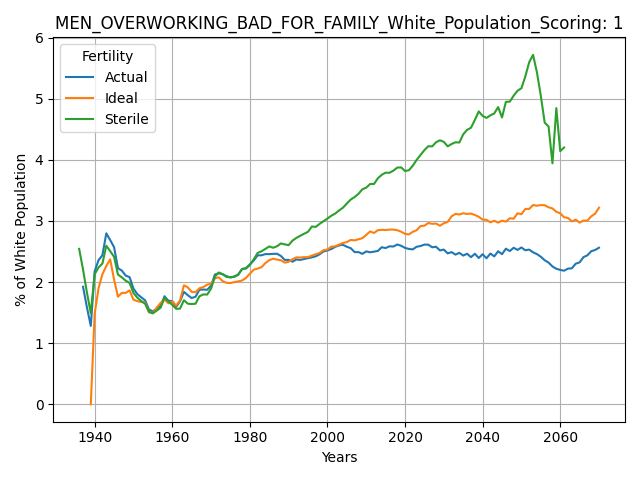 MEN_OVERWORKING_BAD_FOR_FAMILY_White_Population_Scoring: 1
Fertility
Actual
Ideal
Sterile
% of White Population
6
5
4
3
2
1
0
1940 1960 1980 2000 2020 2040 2060
Years